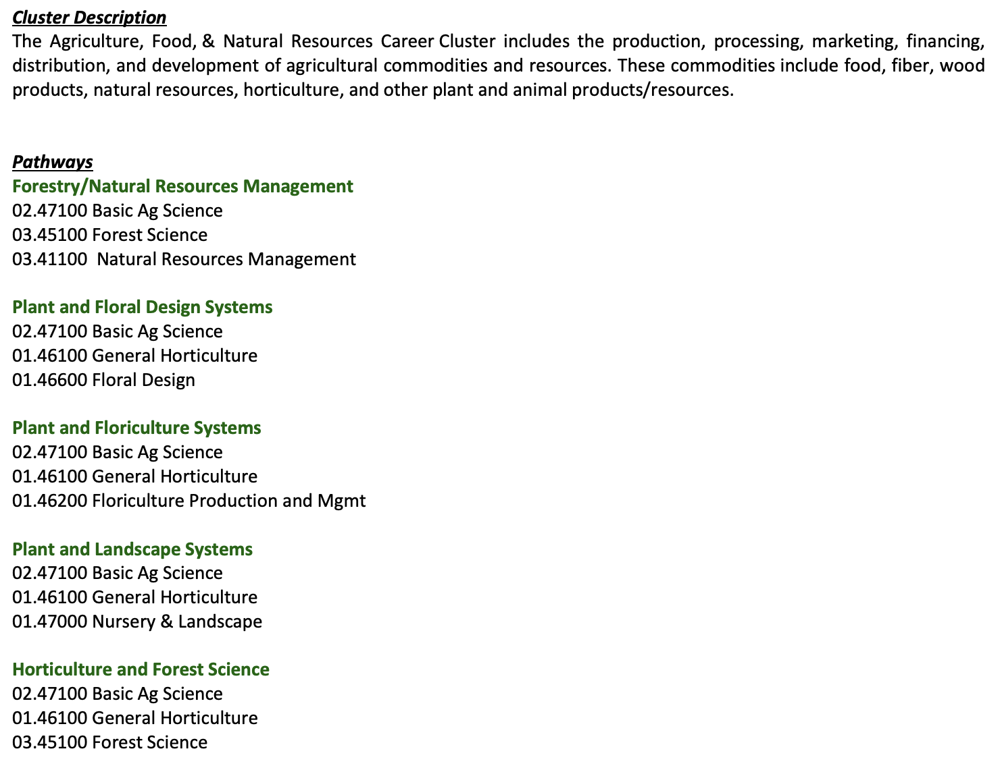 Cluster Description
The Agriculture, Food, & Natural Resources Career Cluster includes the production, processing, marketing, financing,
distribution, and development of agricultural commodities and resources. These commodities include food, fiber, wood
products, natural resources, horticulture, and other plant and animal products/resources.
Pathways
Forestry/Natural Resources Management
02.47100 Basic Ag Science
03.45100 Forest Science
03.41100  Natural Resources Management
Plant and Floral Design Systems
02.47100 Basic Ag Science
01.46100 General Horticulture
01.46600 Floral Design
Plant and Floriculture Systems
02.47100 Basic Ag Science
01.46100 General Horticulture
01.46200 Floriculture Production and Mgmt
Plant and Landscape Systems
02.47100 Basic Ag Science
01.46100 General Horticulture
01.47000 Nursery & Landscape
Horticulture and Forest Science
02.47100 Basic Ag Science
01.46100 General Horticulture
03.45100 Forest Science